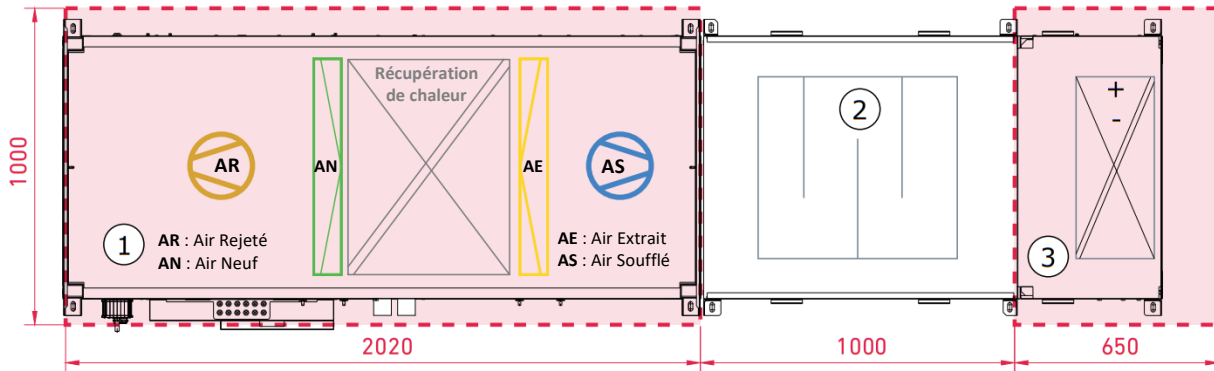 Récupération
de chaleur
+
-
2
AR
AN
AE
AS
1000
1
AR : Air Rejeté
AN : Air Neuf
AE : Air Extrait
AS : Air Soufflé
3
2020
1000
650